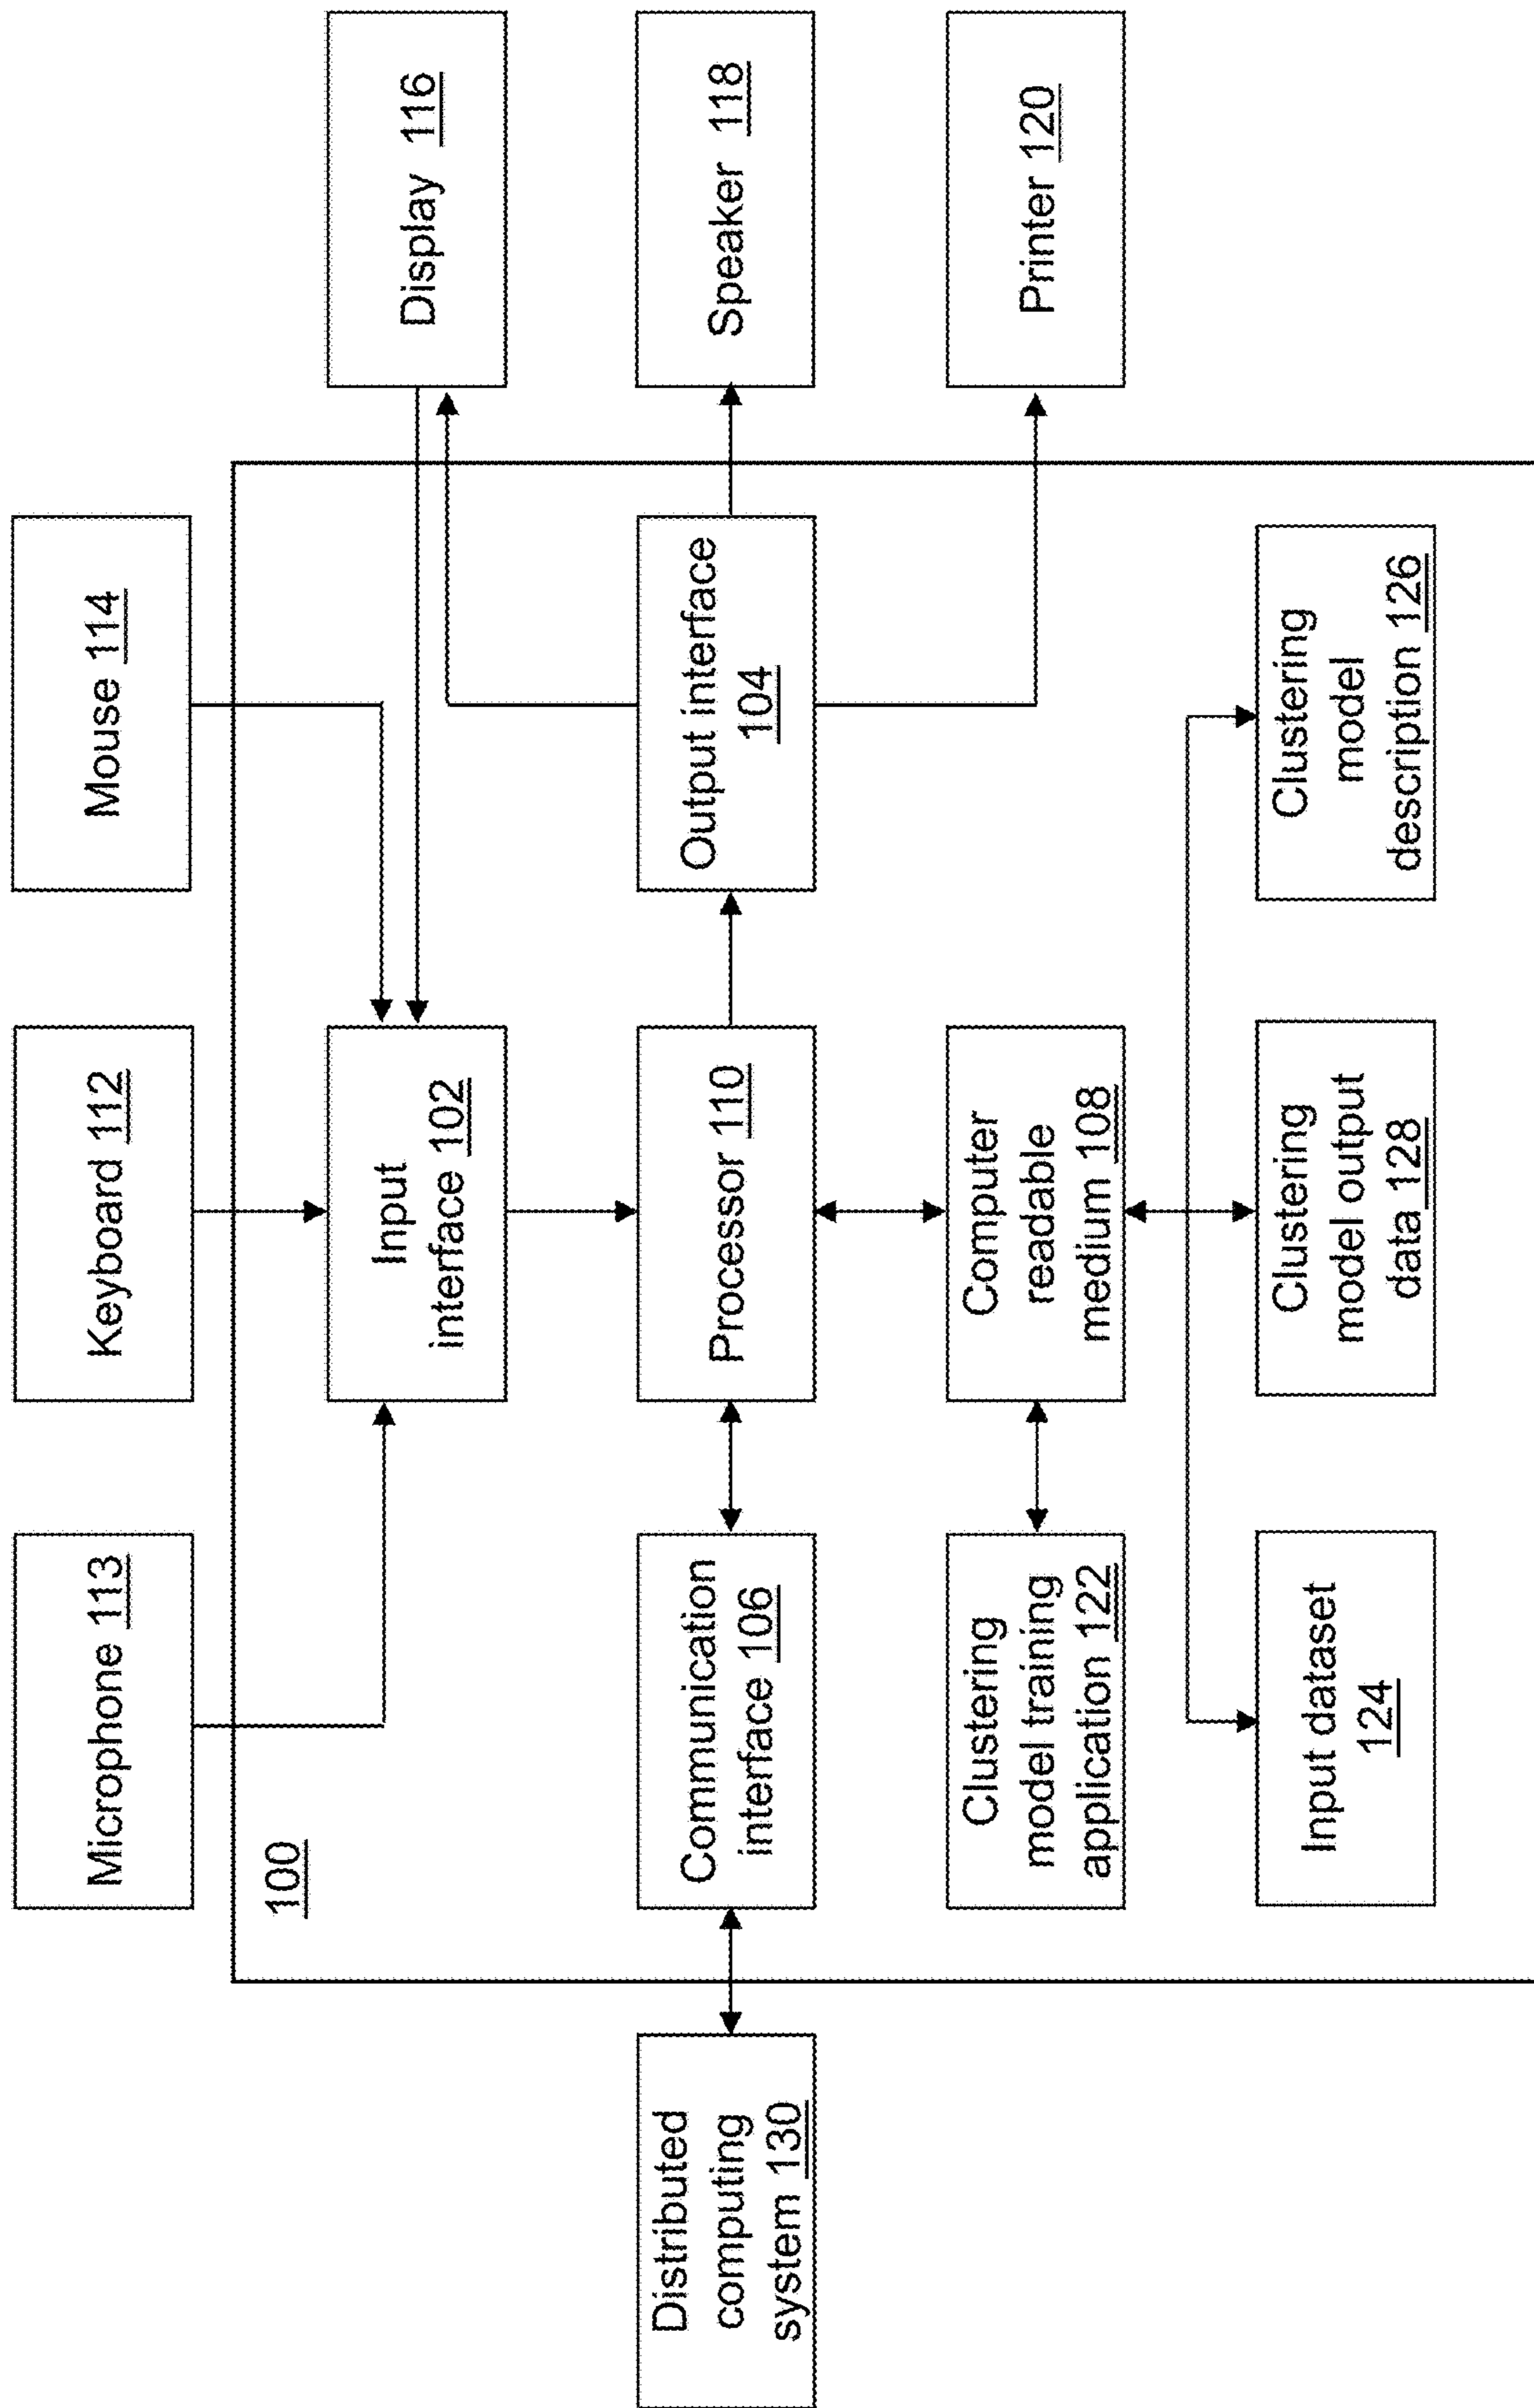 Microphone 113
Keyboard 112
Mouse 114
100
Input
interface 102
Display 116
Distributed
computing
system 130
Communication
interface 106
Processor 110
Output interface
104
Speaker 118
Clustering
model training
application 122
Computer
readable
medium 108
Printer 120
Input dataset
124
Clustering
model output
data 128
Clustering
model
description 126